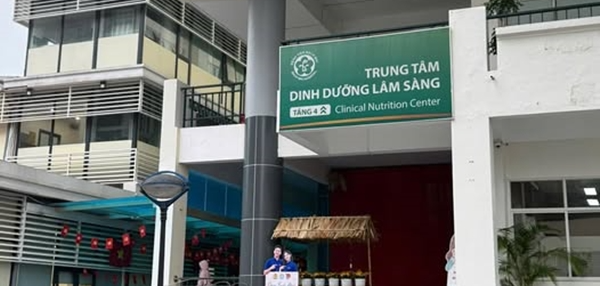 TRUNG TÂM
DINH DƯỠNG LÂM SÀNG
TẦNG 4 Clinical Nutrition Center